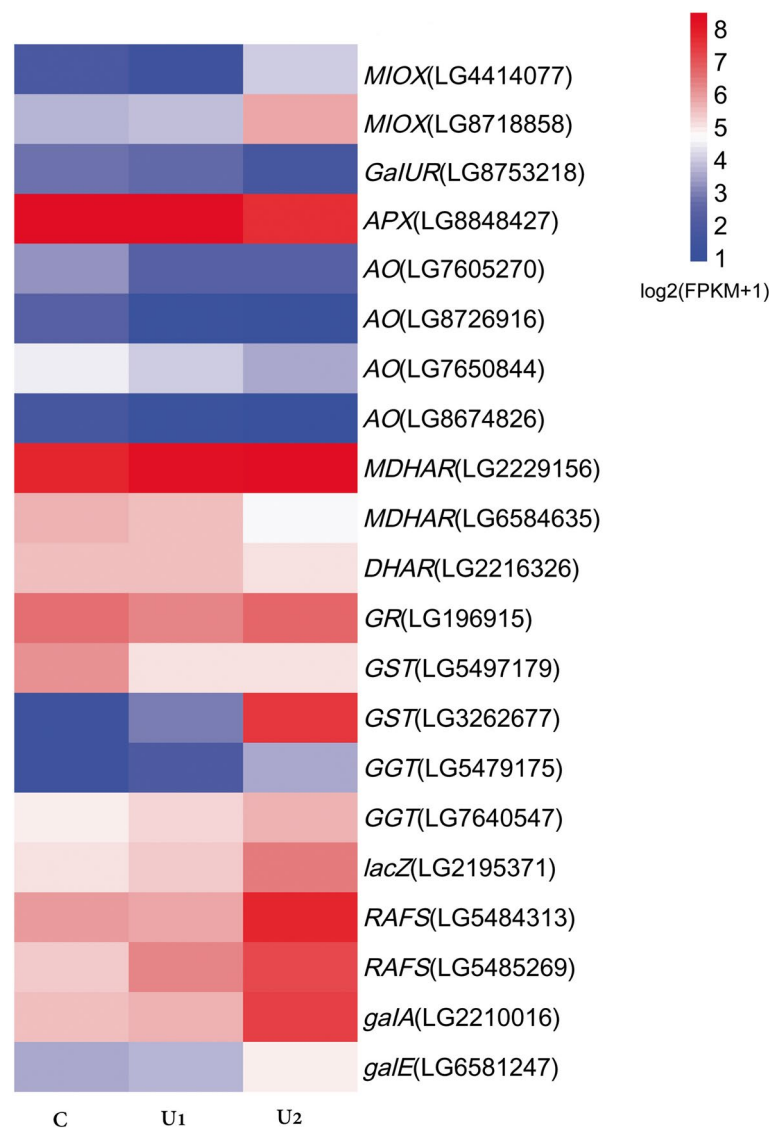 MIOX(LG4414077)
MIOX(LG8718858)
GalUR(LG8753218)
APX(LG8848427)
AO(LG7605270)
AO(LG8726916)
AO(LG7650844)
AO(LG8674826)
MDHAR(LG2229156)
MDHAR(LG6584635)
DHAR(LG2216326)
GR(LG196915)
GST(LG5497179)
GST(LG3262677)
GGT(LG5479175)
GGT(LG7640547)
lacZ(LG2195371)
RAFS(LG5484313)
RAFS(LG5485269)
galA(LG2210016)
galE(LG6581247)
C U1 U2
8
7
6
5
4
3
2
1
log2(FPKM+1)